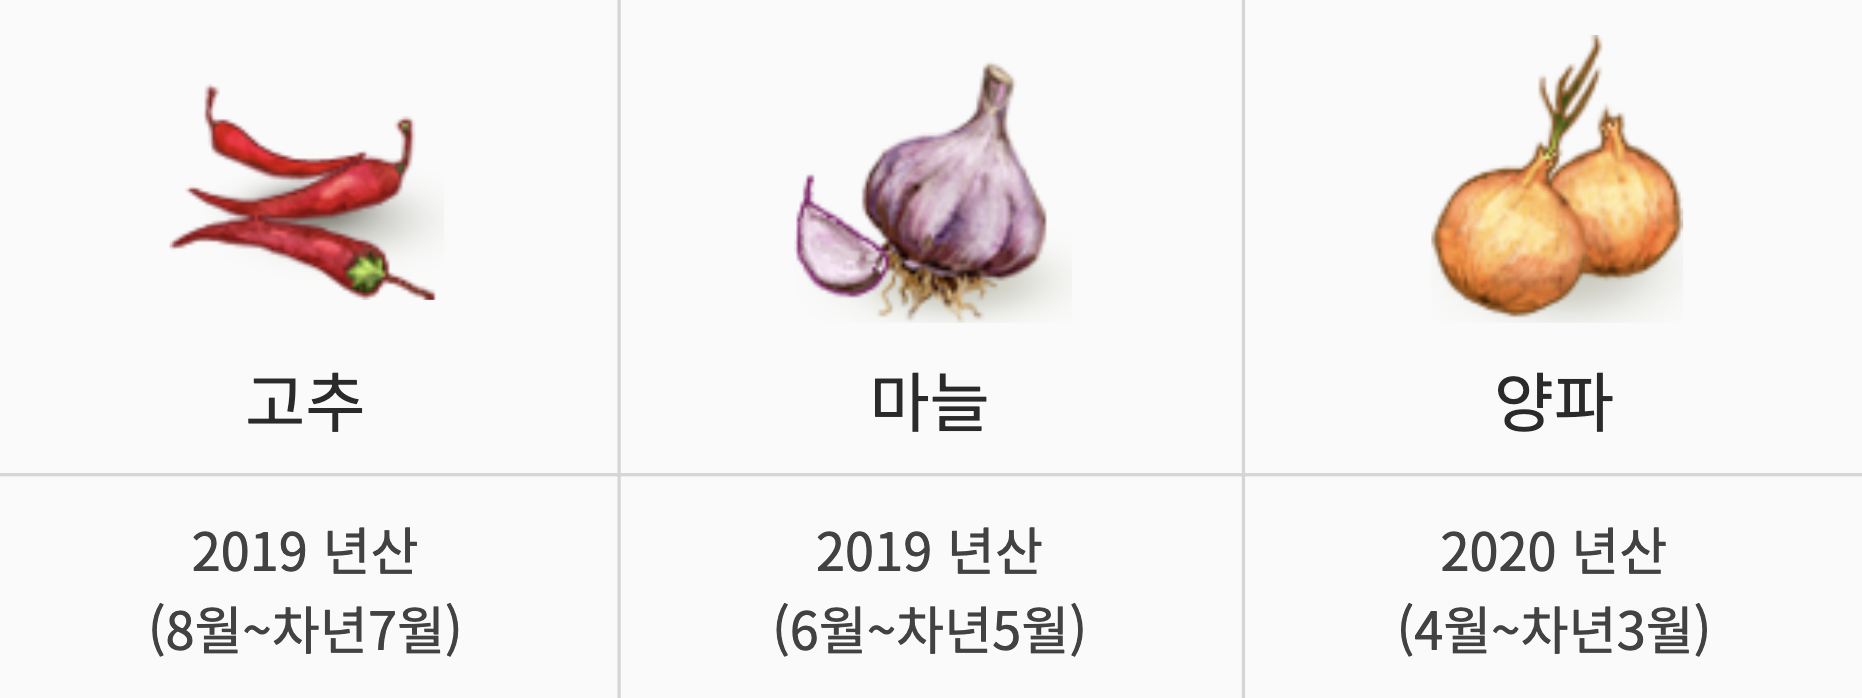 고추
마늘
양파
2019 년산
(8월~차년7월)
2019 년산
(6월~차년5월)
2020 년산
(4월~차년3월)